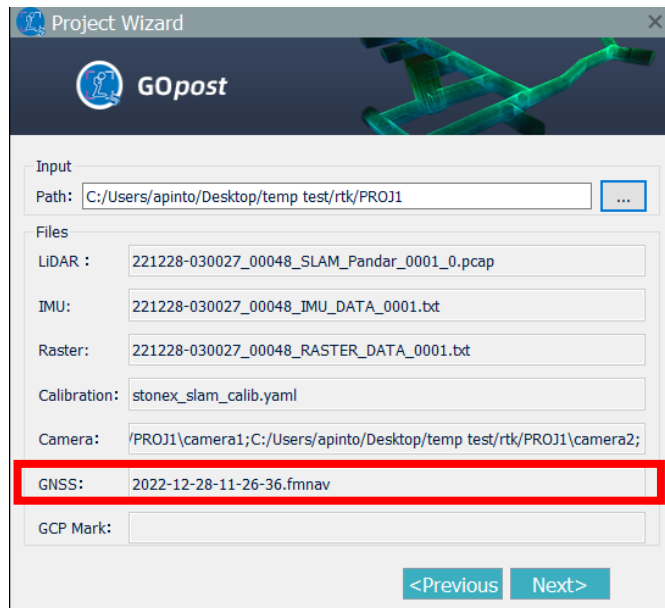 Project Wizard
GOpost
Input
Path: C:/Users/apinto/Desktop/temp test/rtk/PROJ1 ...
Files
LiDAR : 221228-030027_00048_SLAM_Pandar_0001_0.pcap
IMU: 221228-030027_00048_IMU_DATA_0001.txt
Raster: 221228-030027_00048_RASTER_DATA_0001.txt
Calibration: stonex_slam_calib.yaml
Camera: /PROJ1\camera1;C:/Users/apinto/Desktop/temp test/rtk/PROJ1\camera2;
GNSS: 2022-12-28-11-26-36.fmnav
GCP Mark:
<Previous Next>